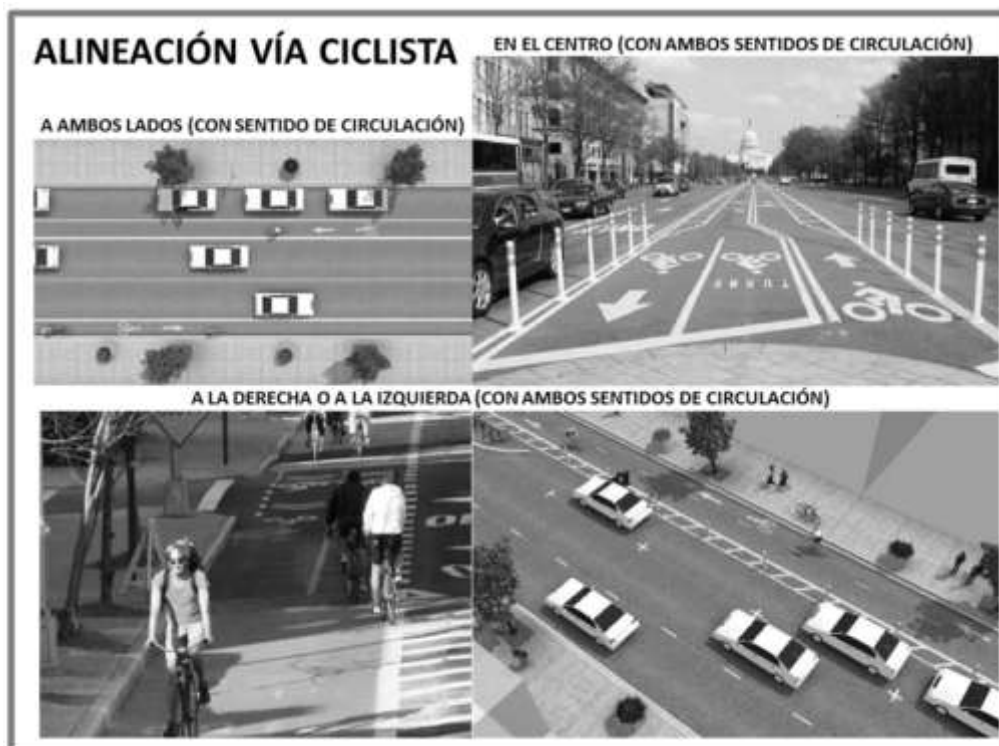 ALINEACIÓN VÍA CICLISTA
EN EL CENTRO (CON AMBOS SENTIDOS DE CIRCULACIÓN)
A AMBOS LADOS (CON SENTIDO DE CIRCULACIÓN)
TURNS
A LA DERECHA O A LA IZQUIERDA (CON AMBOS SENTIDOS DE CIRCULACIÓN)